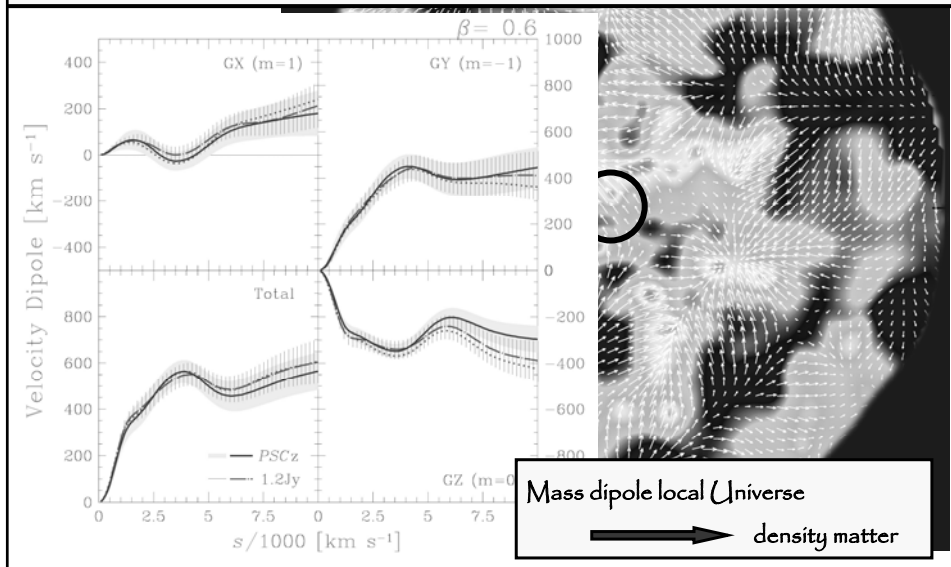 β= 0.6
GX (m=1)
GY (m=-1)
Velocity Dipole [km s⁻¹]
400
200
0
-200
-400
1000
800
600
400
200
0
Total
800
600
400
200
0
PSCz
1.2Jy
-200
-400
-600
-800
GZ (m=0
0
2.5
5
7.5
0
2.5
5
7.5
s/1000 [km s⁻¹]
Mass dipole local Universe
density matter